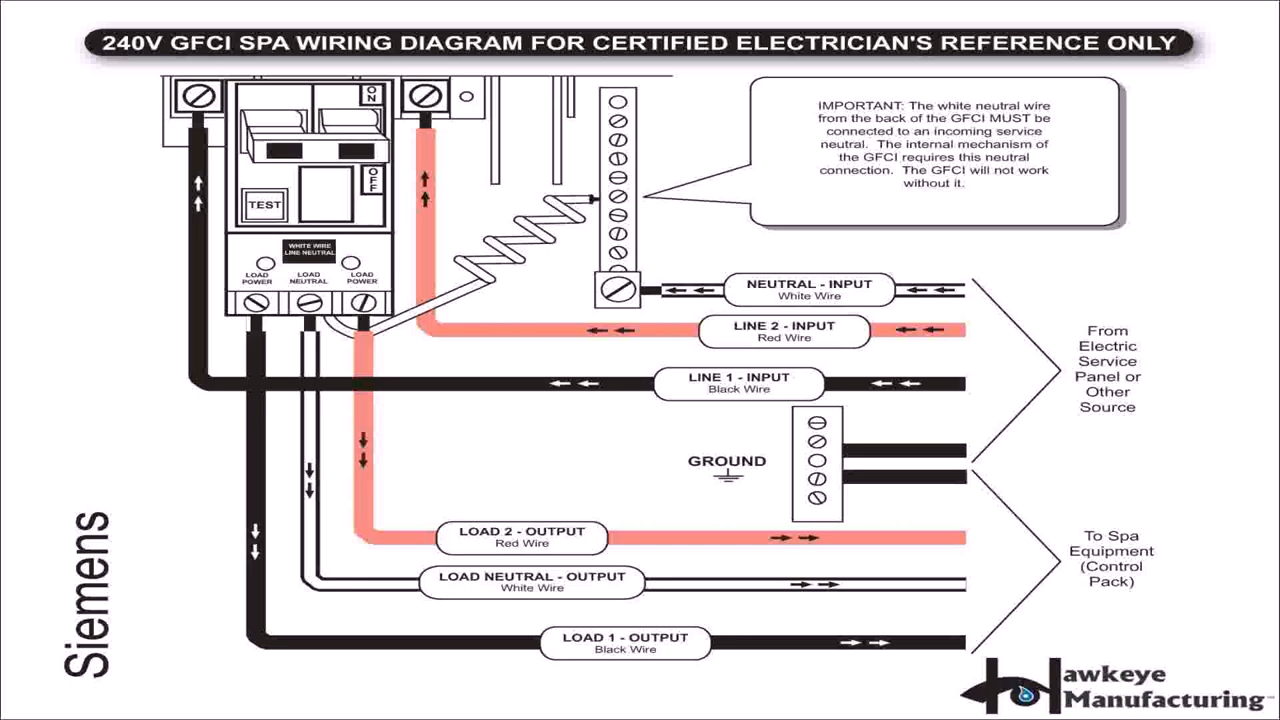 240V GFCI SPA WIRING DIAGRAM FOR CERTIFIED ELECTRICIAN'S REFERENCE ONLY
ON
OFF
TEST
WHITE WIRE
LINE NEUTRAL
LOAD
POWER
LOAD
NEUTRAL
LOAD
POWER
IMPORTANT: The white neutral wire
from the back of the GFCI MUST be
connected to an incoming service
neutral. The internal mechanism of
the GFCI requires this neutral
connection. The GFCI will not work
without it.
NEUTRAL - INPUT
White Wire
LINE 2 - INPUT
Red Wire
LINE 1 - INPUT
Black Wire
From
Electric
Service
Panel or
Other
Source
GROUND
LOAD 2 - OUTPUT
Red Wire
LOAD NEUTRAL - OUTPUT
White Wire
LOAD 1 - OUTPUT
Black Wire
To Spa
Equipment
(Control
Pack)
Siemens
Hawkeye
Manufacturing